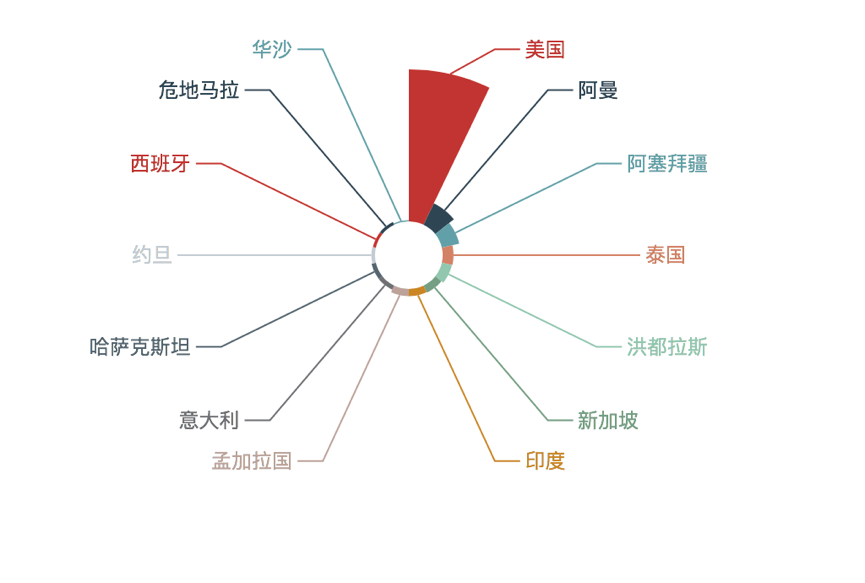 华沙
美国
危地马拉
阿曼
西班牙
阿塞拜疆
约旦
泰国
哈萨克斯坦
洪都拉斯
意大利
新加坡
孟加拉国
印度